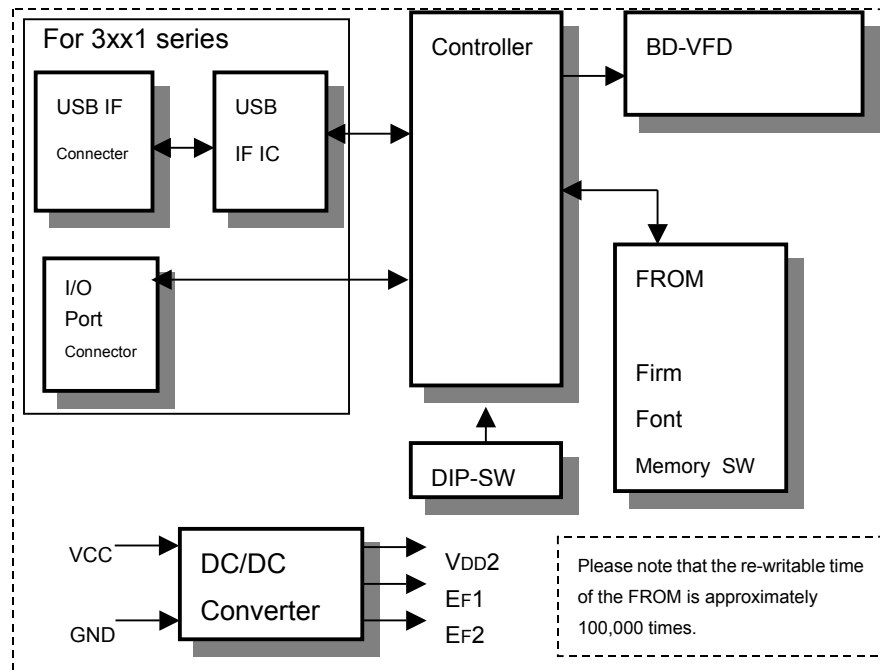 For 3xx1 series
USB IF
Connecter
USB
IF IC
I/O
Port
Connector
Controller
BD-VFD
FROM
Firm
Font
Memory SW
DIP-SW
VCC
GND
DC/DC
Converter
VDD2
EF1
EF2
Please note that the re-writable time
of the FROM is approximately
100,000 times.